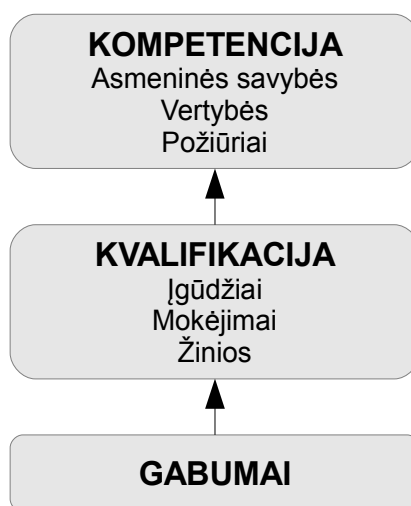 KOMPETENCIJA
Asmeninės savybės
Vertybės
Požiūriai
KVALIFIKACIJA
Įgūdžiai
Mokėjimai
Žinios
GABUMAI